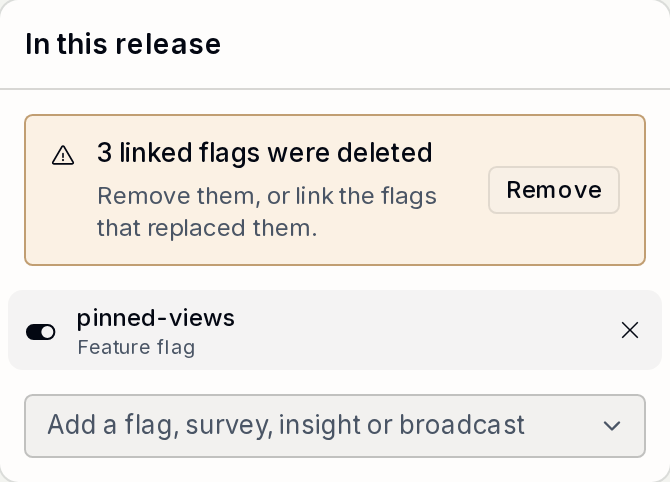 In this release
3 linked flags were deleted
Remove them, or link the flags
that replaced them.
Remove
pinned-views
Feature flag
Add a flag, survey, insight or broadcast